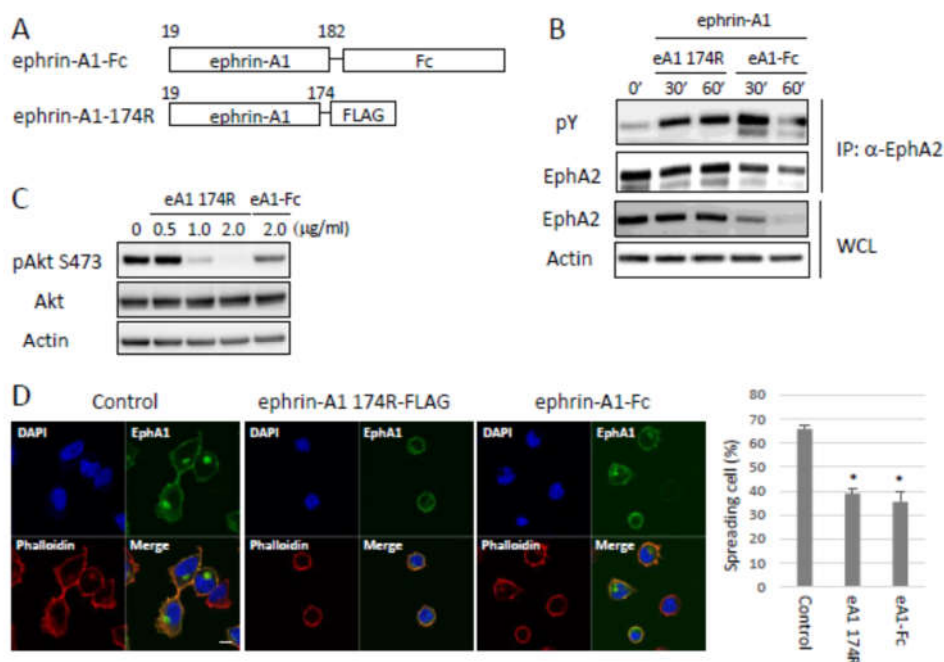 A
19 182
ephrin-A1-Fc ephrin-A1 Fc
19 174
ephrin-A1-174R ephrin-A1 FLAG
B
ephrin-A1
eA1 174R eA1-Fc
0' 30' 60' 30' 60'
pY
EphA2
IP: α-EphA2
EphA2
Actin
WCL
C
eA1 174R eA1-Fc
0 0.5 1.0 2.0 2.0 (μg/ml)
pAkt S473
Akt
Actin
D
Control ephrin-A1 174R-FLAG ephrin-A1-Fc
DAPI EphA1 DAPI EphA1 DAPI EphA1
Phalloidin Merge Phalloidin Merge Phalloidin Merge
Spreading cell (%)
80
70
60
50
40
30
20
10
0
* *
Control eA1 174R eA1-Fc